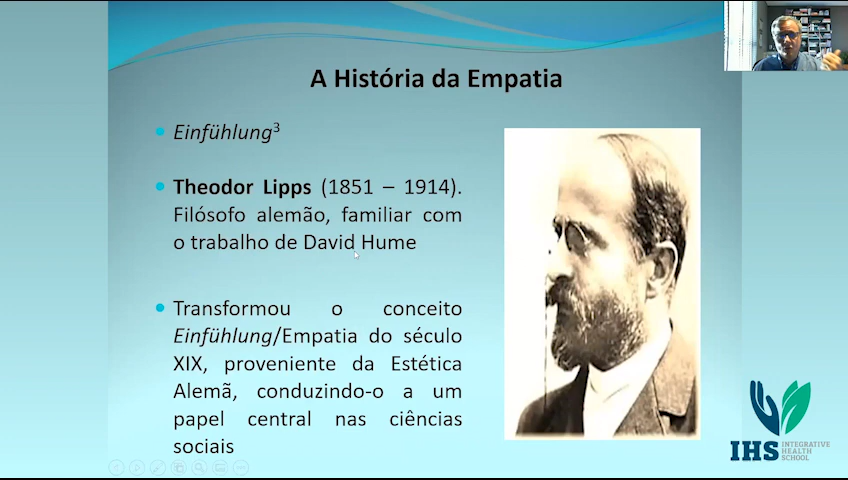 A História da Empatia
Einfühlung³
Theodor Lipps (1851 – 1914).
Filósofo alemão, familiar com
o trabalho de David Hume
Transformou o conceito
Einfühlung/Empatia do século
XIX, proveniente da Estética
Alemã, conduzindo-o a um
papel central nas ciências
sociais
IHS INTEGRATIVE
HEALTH
SCHOOL